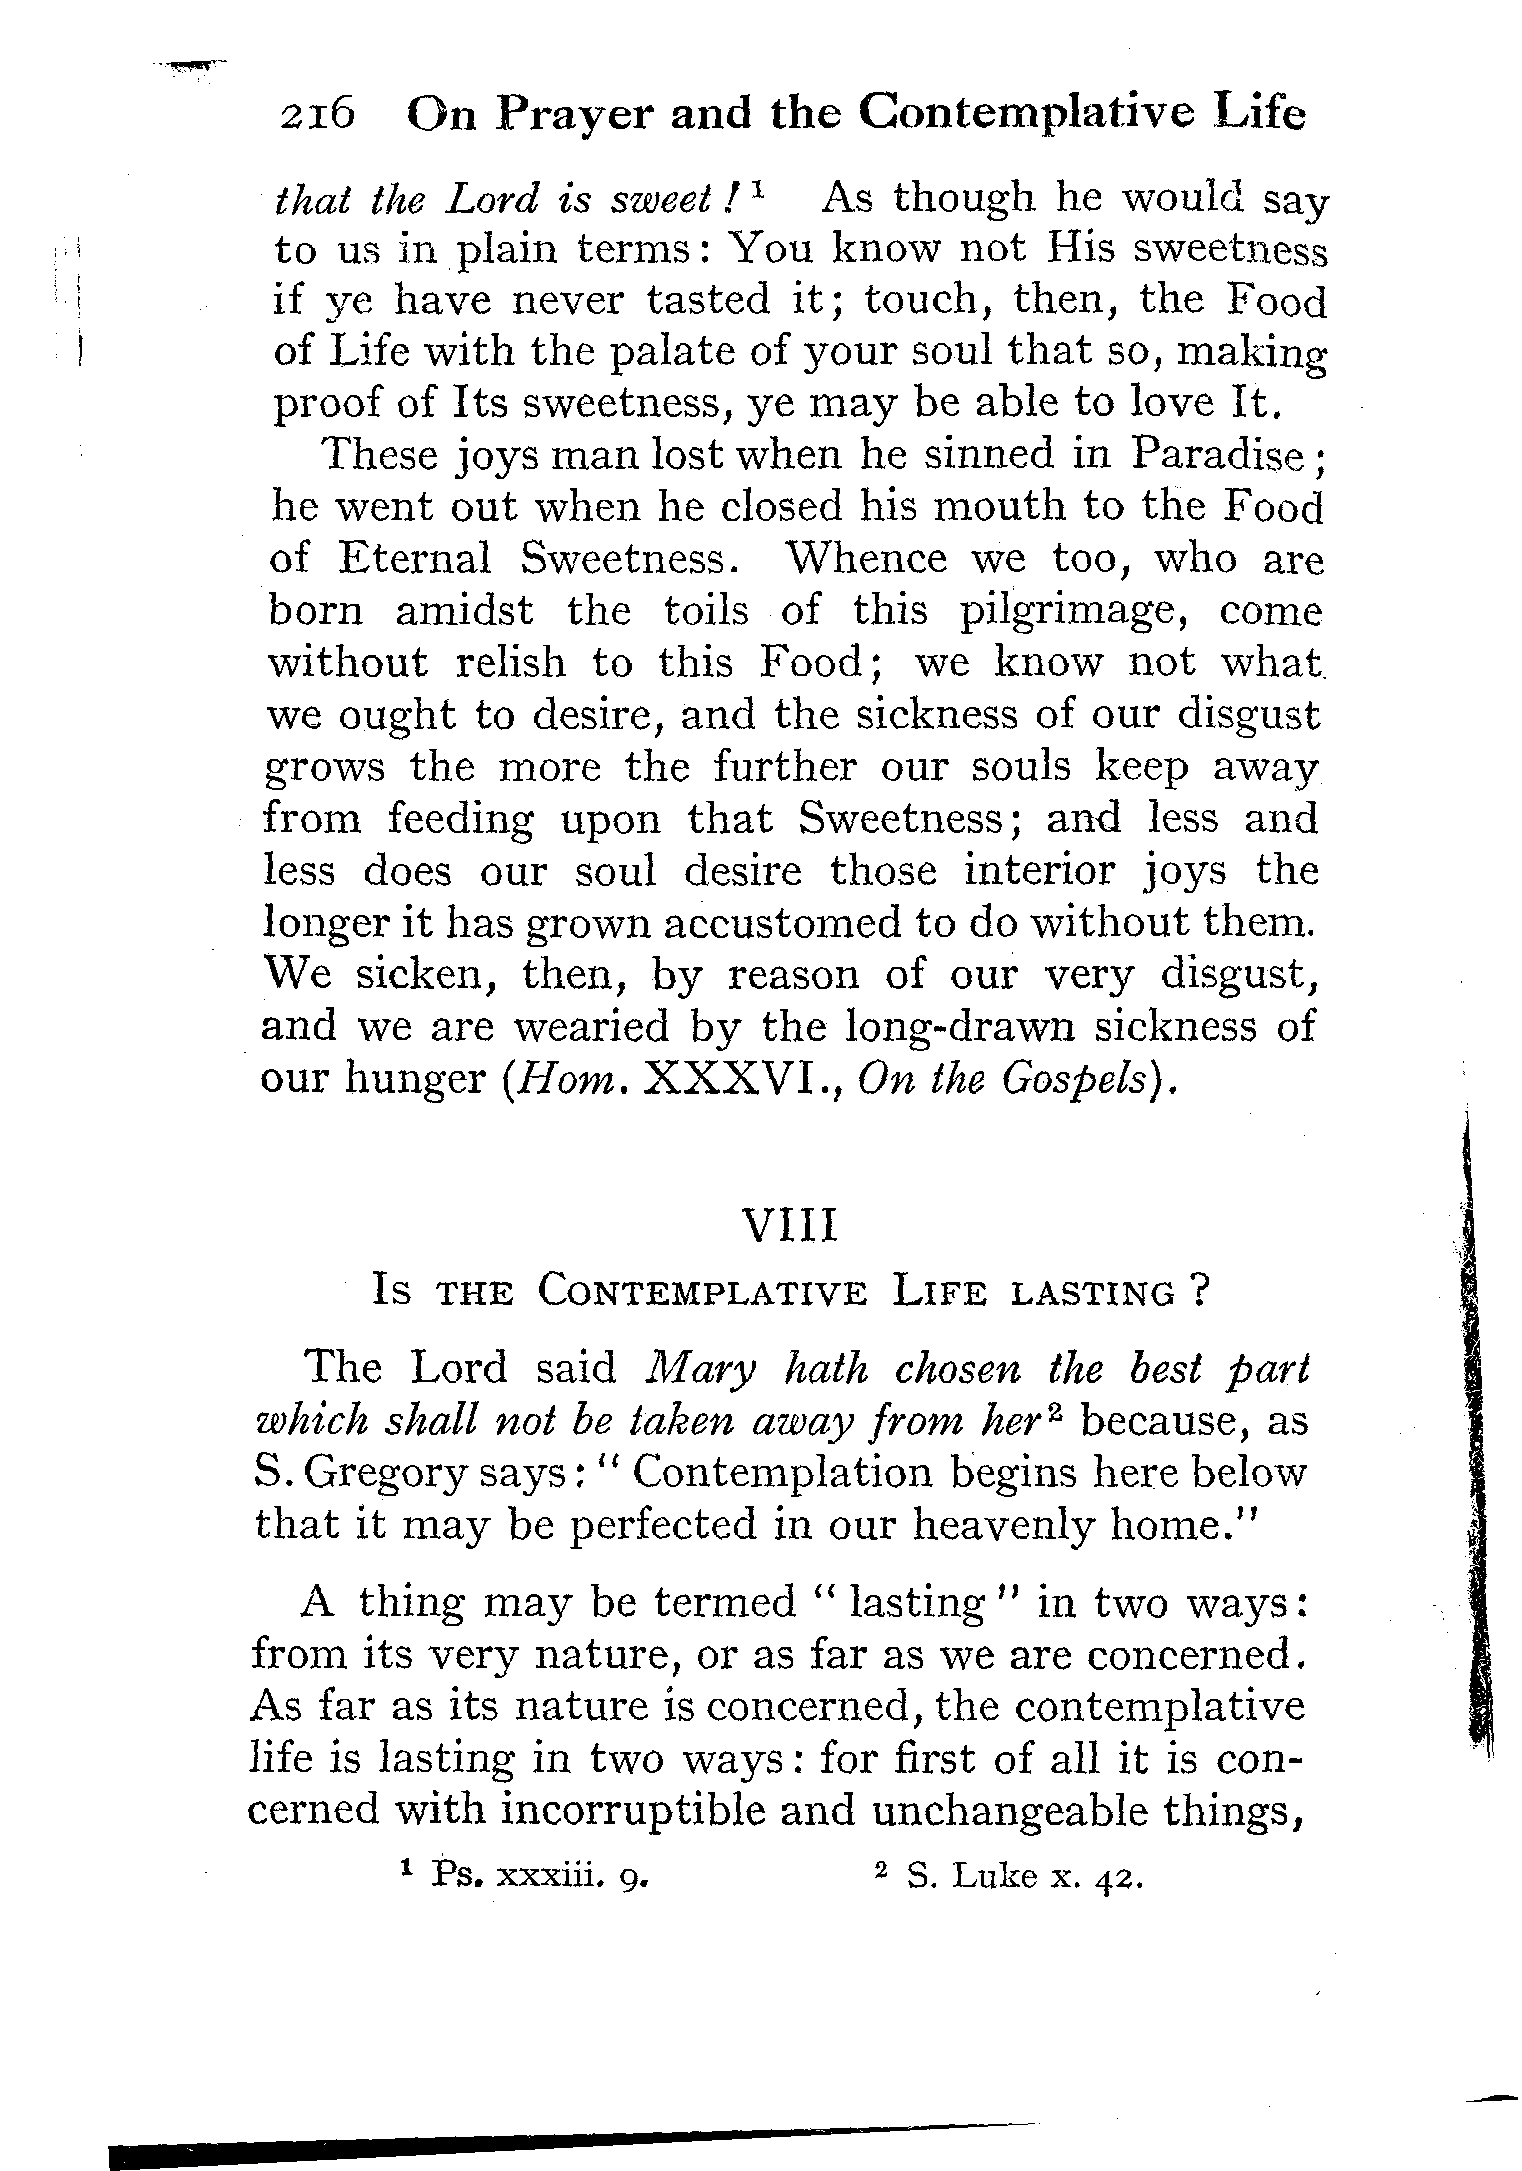 216 On Prayer and the Contemplative Life
that the Lord is sweet ! ¹ As though he would say
to us in plain terms : You know not His sweetness
if ye have never tasted it ; touch, then, the Food
of Life with the palate of your soul that so, making
proof of Its sweetness, ye may be able to love It.
These joys man lost when he sinned in Paradise ;
he went out when he closed his mouth to the Food
of Eternal Sweetness. Whence we too, who are
born amidst the toils of this pilgrimage, come
without relish to this Food ; we know not what
we ought to desire, and the sickness of our disgust
grows the more the further our souls keep away
from feeding upon that Sweetness ; and less and
less does our soul desire those interior joys the
longer it has grown accustomed to do without them.
We sicken, then, by reason of our very disgust,
and we are wearied by the long-drawn sickness of
our hunger (Hom. XXXVI., On the Gospels).
VIII
Is the Contemplative Life lasting ?
The Lord said Mary hath chosen the best part
which shall not be taken away from her ² because, as
S. Gregory says : " Contemplation begins here below
that it may be perfected in our heavenly home."
A thing may be termed " lasting " in two ways :
from its very nature, or as far as we are concerned.
As far as its nature is concerned, the contemplative
life is lasting in two ways : for first of all it is con-
cerned with incorruptible and unchangeable things,
¹ Ps. xxxiii. 9. ² S. Luke x. 42.